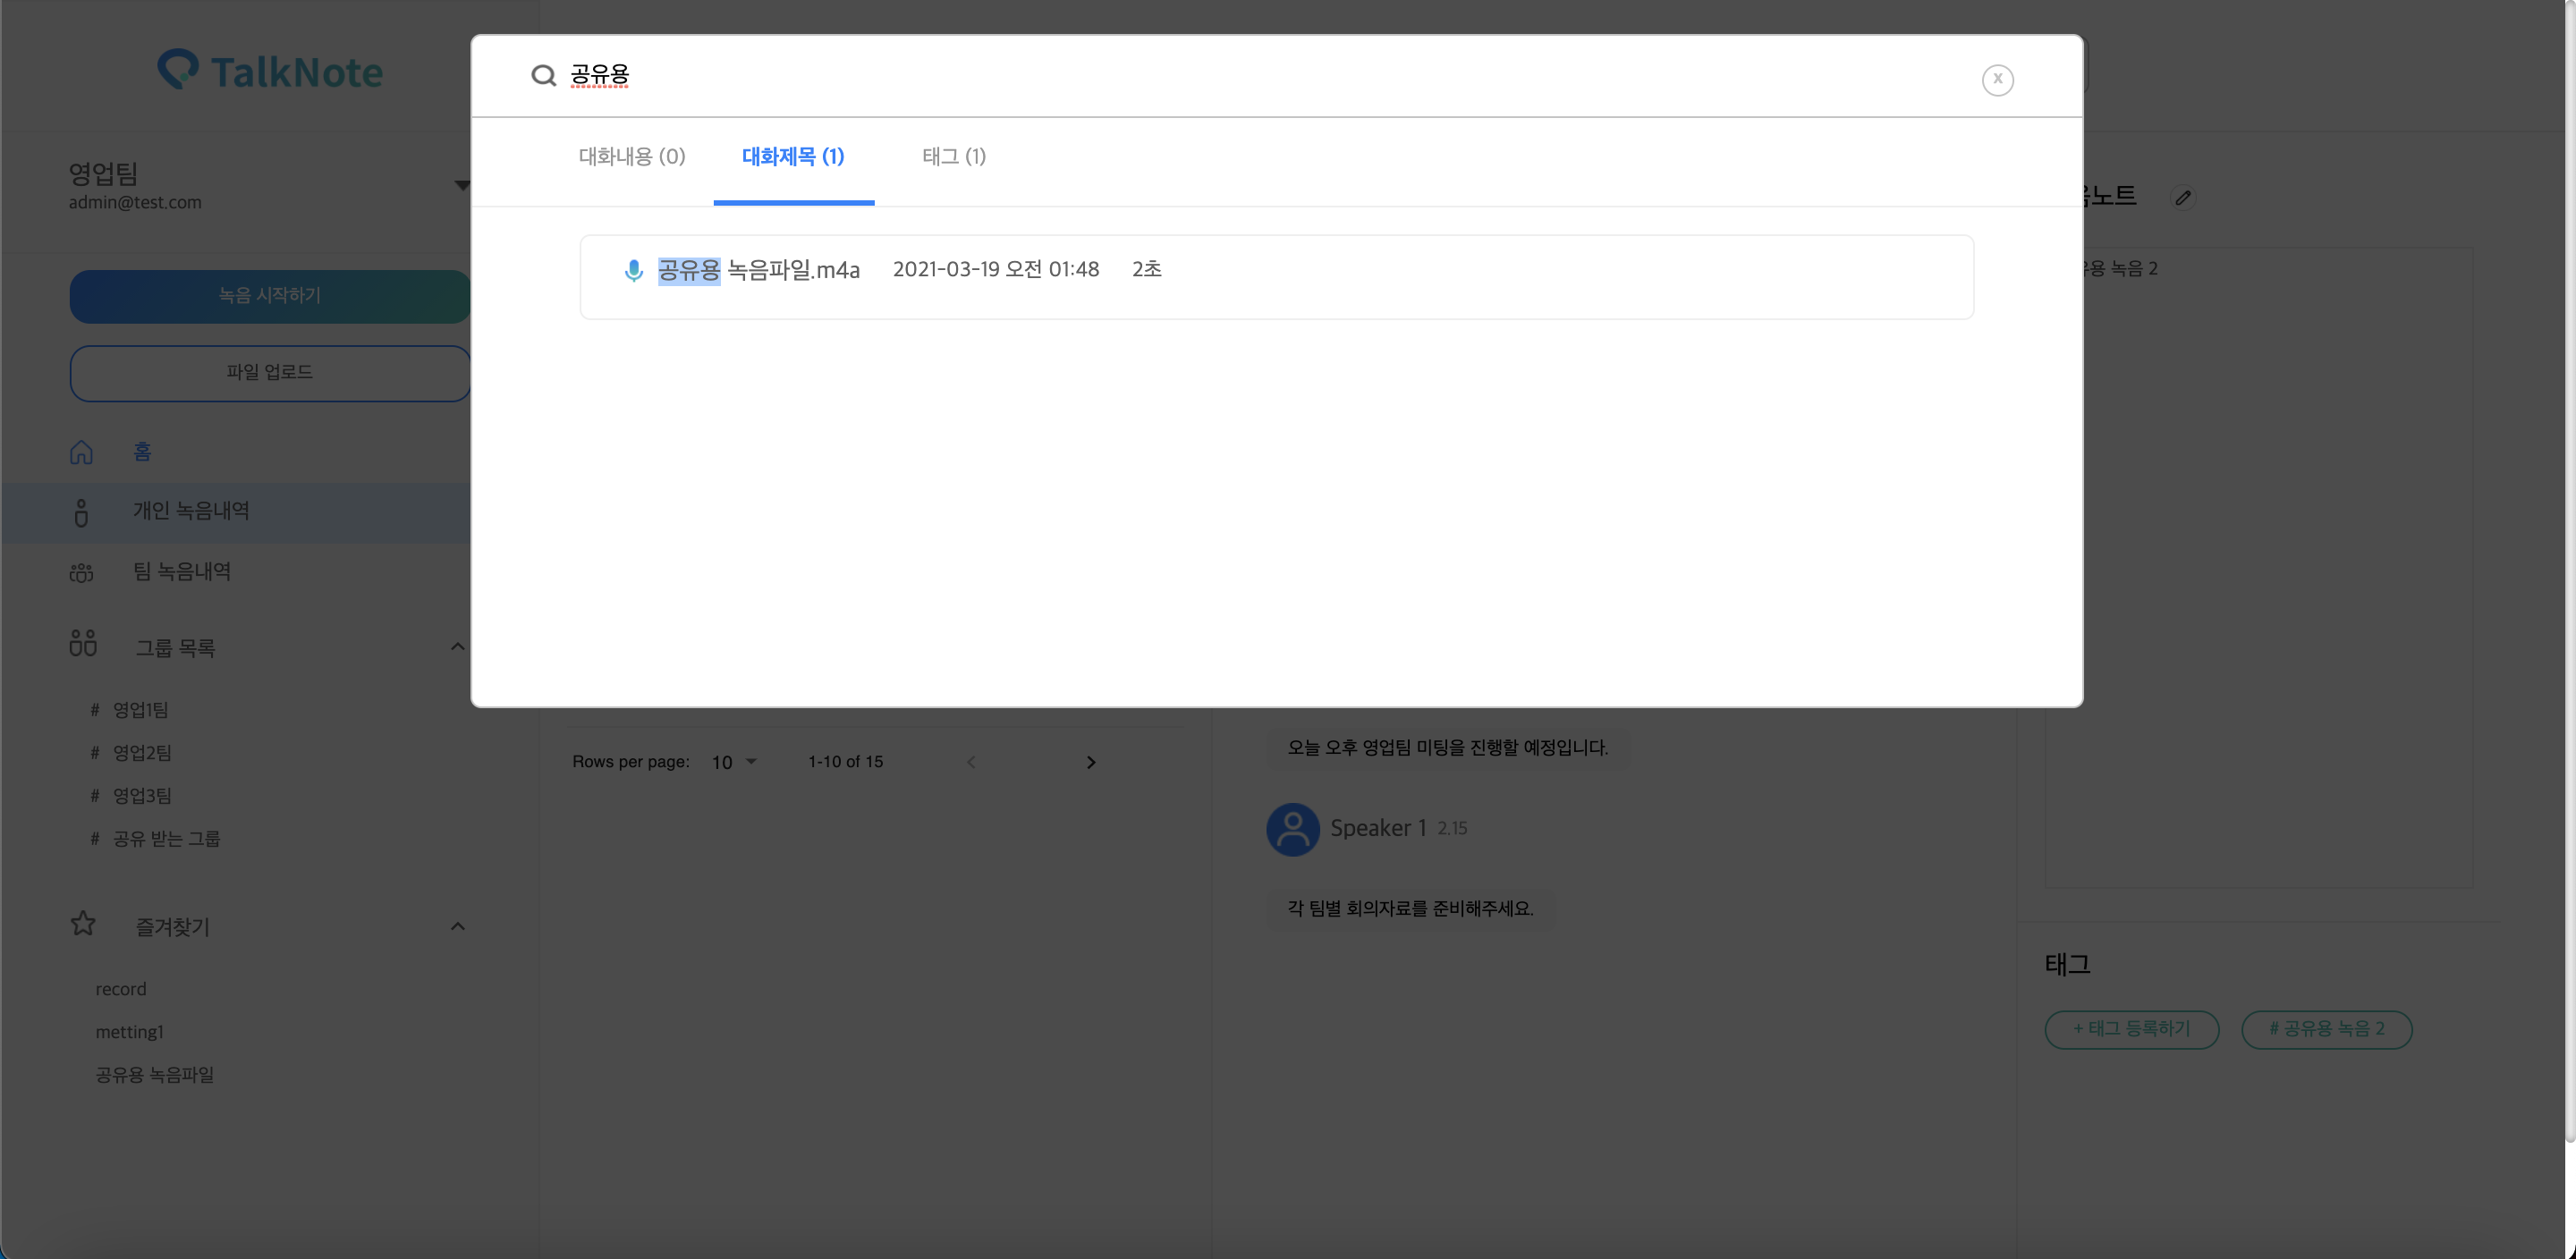 TalkNote
영업팀
admin@test.com
녹음 시작하기
파일 업로드
홈
개인 녹음내역
팀 녹음내역
그룹 목록
# 영업1팀
# 영업2팀
# 영업3팀
# 공유 받는 그룹
즐겨찾기
record
metting1
공유용 녹음파일
공유용
x
대화내용 (0) 대화제목 (1) 태그 (1)
공유용 녹음파일.m4a 2021-03-19 오전 01:48 2초
Rows per page: 10 1-10 of 15
오늘 오후 영업팀 미팅을 진행할 예정입니다.
Speaker 1 2.15
각 팀별 회의자료를 준비해주세요.
노트
용 녹음 2
태그
+ 태그 등록하기 # 공유용 녹음 2